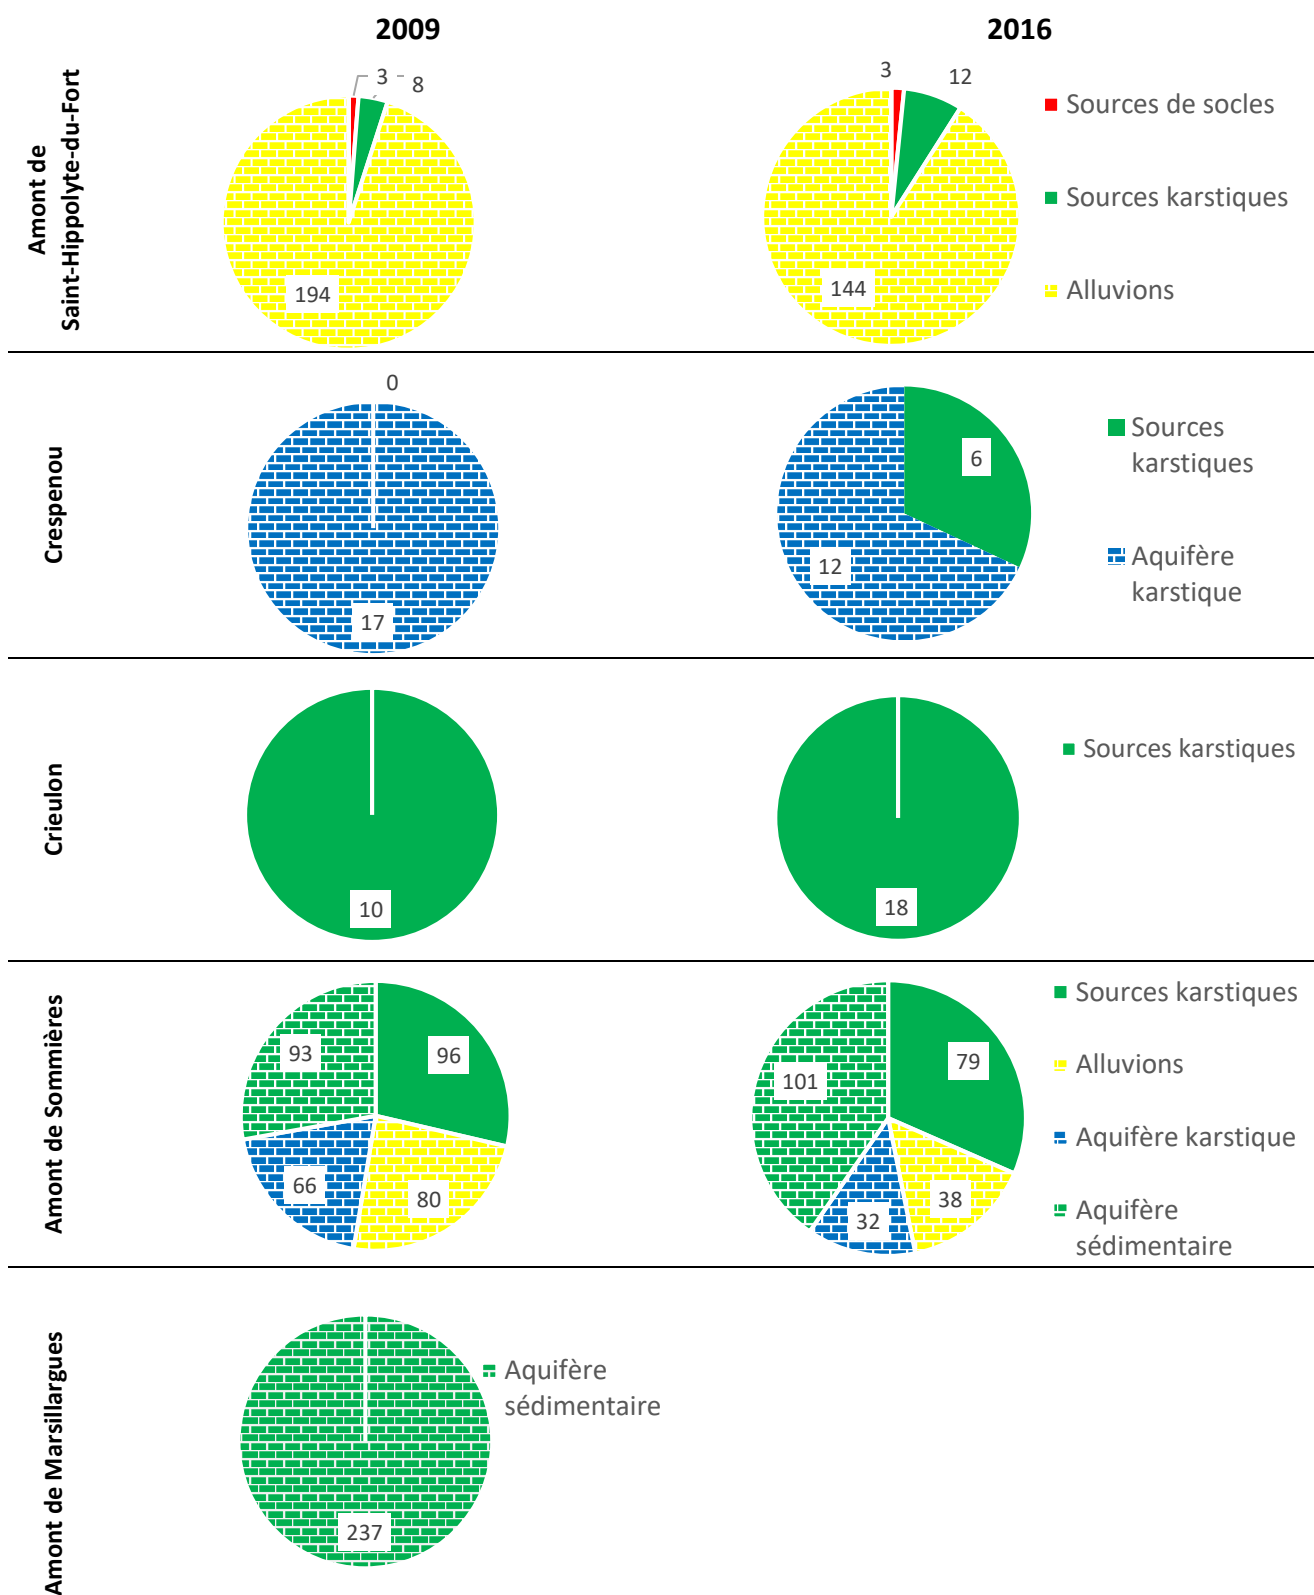 2009
2016
Amont de
Saint-Hippolyte-du-Fort
3
8
194
3
12
144
Sources de socles
Sources karstiques
Alluvions
Crespenou
0
17
6
12
Sources
karstiques
Aquifère
karstique
Crieulon
10
18
Sources karstiques
Amont de Sommières
93
96
66
80
101
79
32
38
Sources karstiques
Alluvions
Aquifère karstique
Aquifère
sédimentaire
Amont de Marsillargues
237
Aquifère
sédimentaire